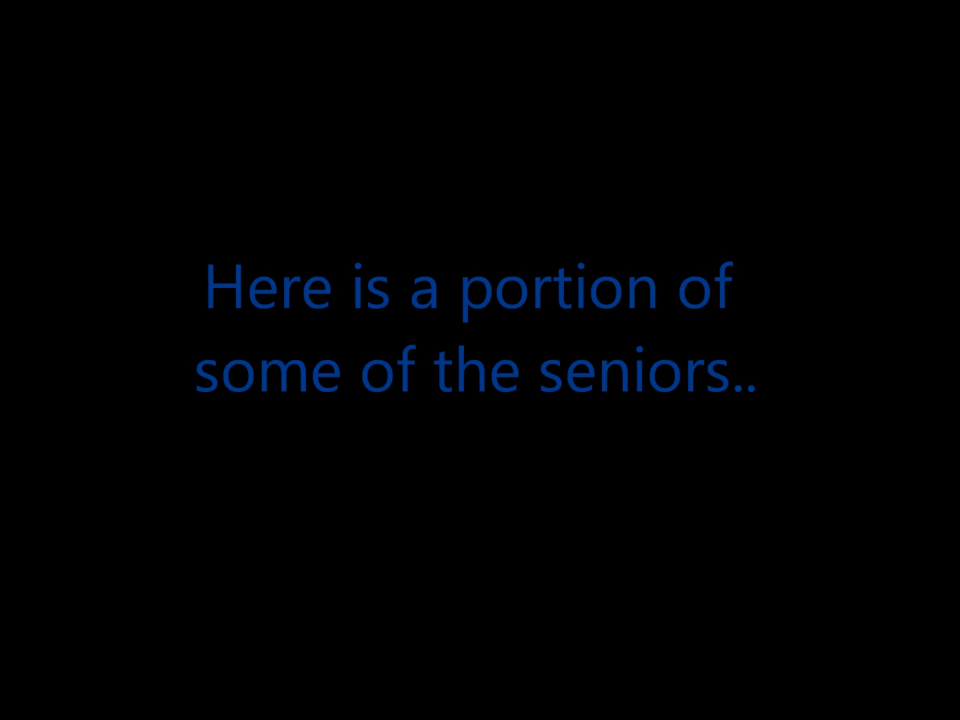 Here is a portion of
some of the seniors..